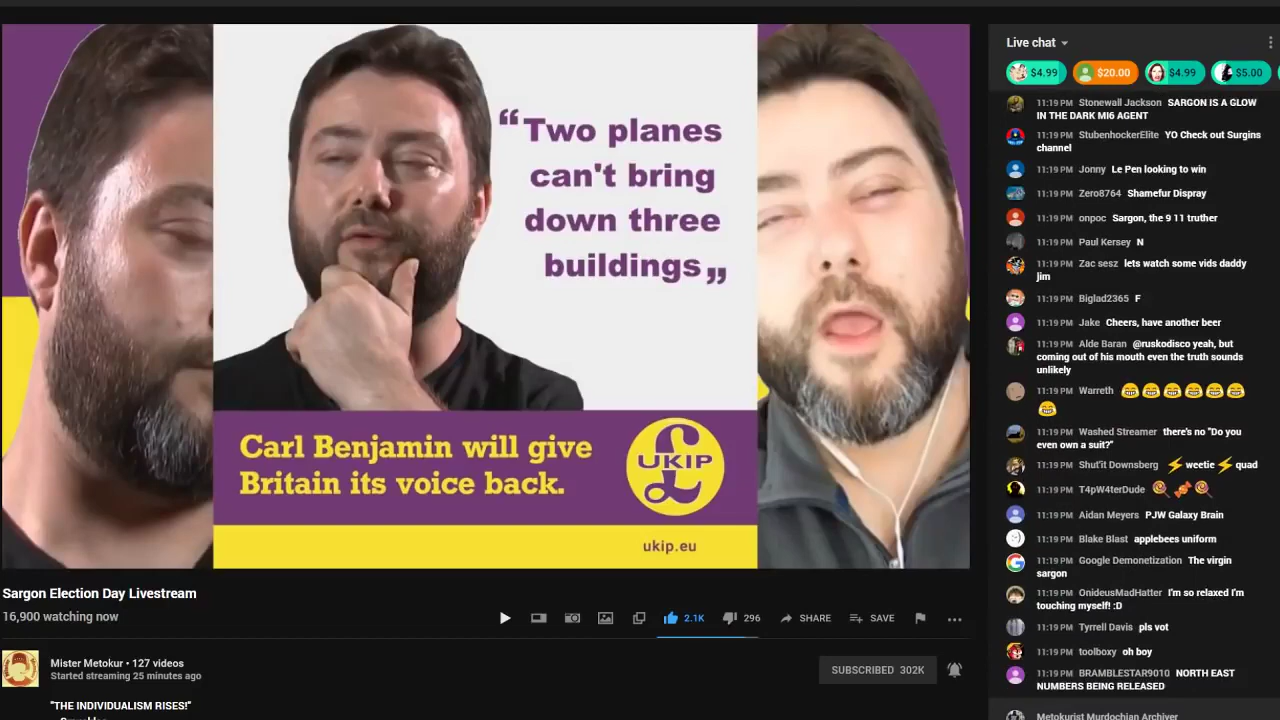 “Two planes
can't bring
down three
buildings„
Carl Benjamin will give
Britain its voice back.
UKIP
ukip.eu
Sargon Election Day Livestream
16,900 watching now
2.1K
296
SHARE
SAVE
Mister Metokur • 127 videos
Started streaming 25 minutes ago
SUBSCRIBED 302K
"THE INDIVIDUALISM RISES!"
Live chat
$4.99
$20.00
$4.99
$5.00
11:19 PM Stonewall Jackson SARGON IS A GLOW
IN THE DARK MI6 AGENT
11:19 PM StubenhockerElite YO Check out Surgins
channel
11:19 PM Jonny Le Pen looking to win
11:19 PM Zero8764 Shamefur Dispray
11:19 PM onpoc Sargon, the 9 11 truther
11:19 PM Paul Kersey N
11:19 PM Zac sesz lets watch some vids daddy
jim
11:19 PM Biglad2365 F
11:19 PM Jake Cheers, have another beer
11:19 PM Alde Baran @ruskodisco yeah, but
coming out of his mouth even the truth sounds
unlikely
11:19 PM Warreth 😂😂😂😂😂😂
😂
11:19 PM Washed Streamer there's no "Do you
even own a suit?"
11:19 PM Shut'it Downsberg ⚡weetie⚡quad
11:19 PM T4pW4terDude 🍭🍬🍭
11:19 PM Aidan Meyers PJW Galaxy Brain
11:19 PM Blake Blast applebees uniform
11:19 PM Google Demonetization The virgin
sargon
11:19 PM OnideusMadHatter I'm so relaxed I'm
touching myself! :D
11:19 PM Tyrrell Davis pls vot
11:19 PM toolboxy oh boy
11:19 PM BRAMBLESTAR9010 NORTH EAST
NUMBERS BEING RELEASED
Metokurist Murdochian Archiver